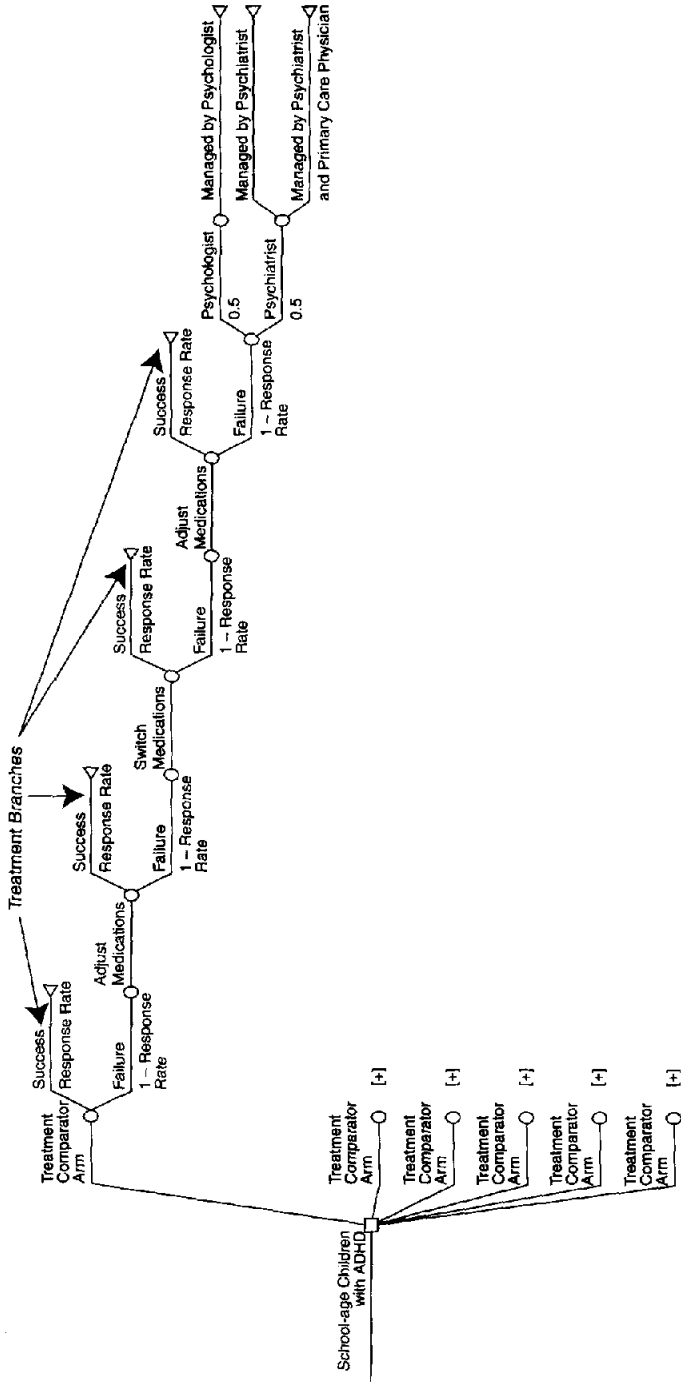 Treatment Branches
School-age Children
with ADHD
Treatment
Comparator
Arm
Success
Response Rate
Failure
1 – Response
Rate
Adjust
Medications
Success
Response Rate
Failure
1 – Response
Rate
Switch
Medications
Success
Response Rate
Failure
1 – Response
Rate
Adjust
Medications
Success
Response Rate
Failure
1 – Response
Rate
Psychologist
0.5
Managed by Psychologist
Psychiatrist
0.5
Managed by Psychiatrist
Managed by Psychiatrist
and Primary Care Physician
Treatment
Comparator
Arm
[+]
Treatment
Comparator
Arm
[+]
Treatment
Comparator
Arm
[+]
Treatment
Comparator
Arm
[+]
Treatment
Comparator
Arm
[+]